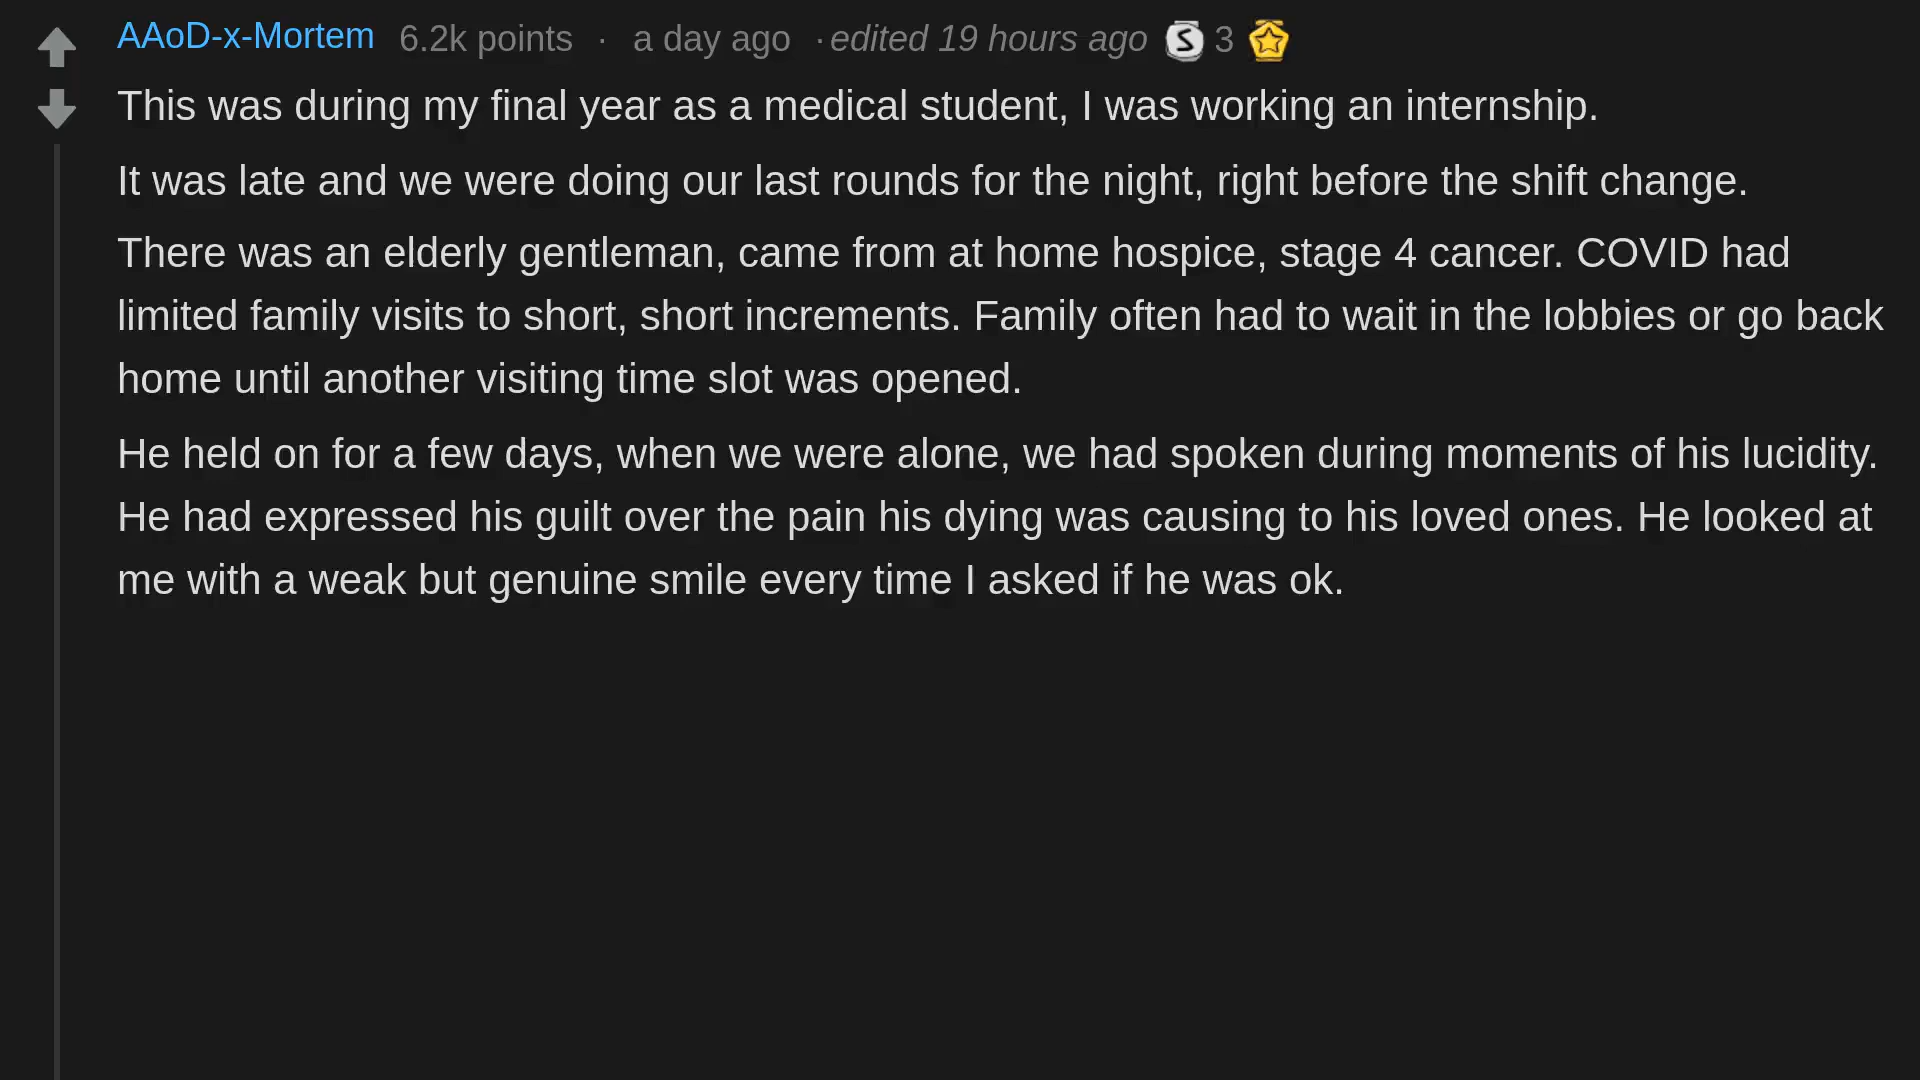 AAoD-x-Mortem 6.2k points · a day ago · edited 19 hours ago S 3
This was during my final year as a medical student, I was working an internship.
It was late and we were doing our last rounds for the night, right before the shift change.
There was an elderly gentleman, came from at home hospice, stage 4 cancer. COVID had
limited family visits to short, short increments. Family often had to wait in the lobbies or go back
home until another visiting time slot was opened.
He held on for a few days, when we were alone, we had spoken during moments of his lucidity.
He had expressed his guilt over the pain his dying was causing to his loved ones. He looked at
me with a weak but genuine smile every time I asked if he was ok.